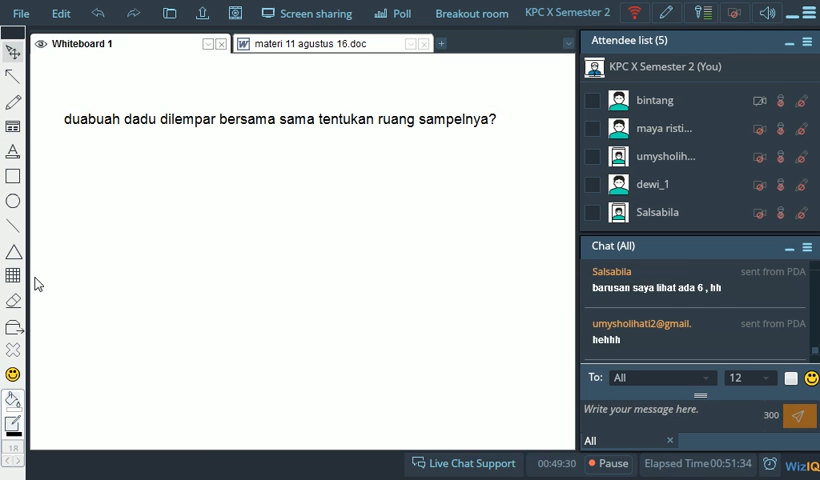 File Edit Screen sharing Poll Breakout room KPC X Semester 2
Whiteboard 1 materi 11 agustus 16.doc
duabuah dadu dilempar bersama sama tentukan ruang sampelnya?
Attendee list (5)
KPC X Semester 2 (You)
bintang
maya risti...
umysholih...
dewi_1
Salsabila
Chat (All)
Salsabila sent from PDA
barusan saya lihat ada 6 , hh
umysholihati2@gmail. sent from PDA
hehhh
To: All 12
Write your message here. 300
All
18
Live Chat Support 00:49:30 Pause Elapsed Time 00:51:34 WizIQ